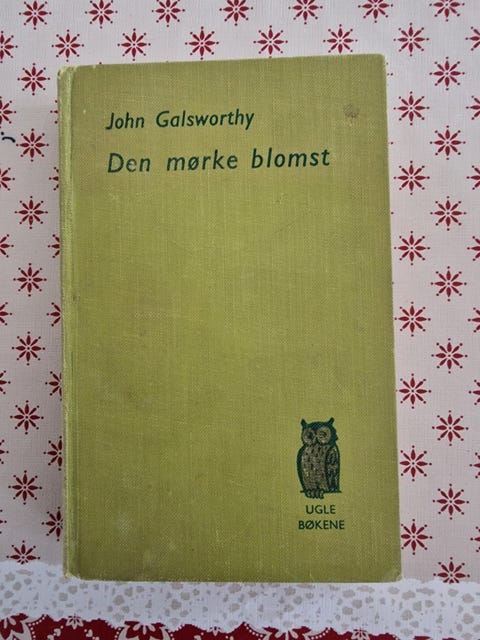 John Galsworthy
Den mørke blomst
UGLE
BØKENE